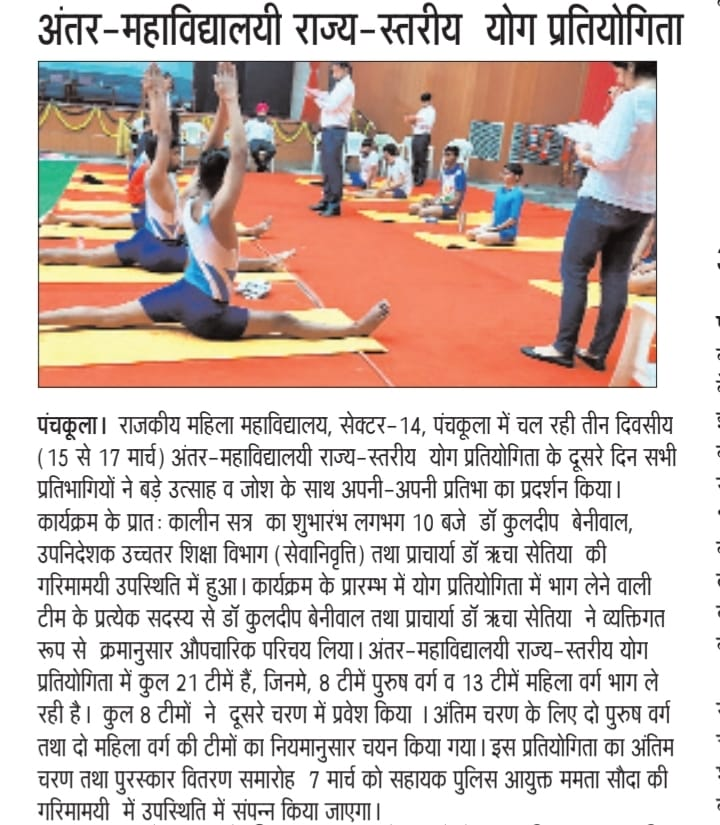 अंतर-महाविद्यालयी राज्य-स्तरीय योग प्रतियोगिता
पंचकूला। राजकीय महिला महाविद्यालय, सेक्टर-14, पंचकूला में चल रही तीन दिवसीय
(15 से 17 मार्च) अंतर-महाविद्यालयी राज्य-स्तरीय योग प्रतियोगिता के दूसरे दिन सभी
प्रतिभागियों ने बड़े उत्साह व जोश के साथ अपनी-अपनी प्रतिभा का प्रदर्शन किया।
कार्यक्रम के प्रातः कालीन सत्र का शुभारंभ लगभग 10 बजे डॉ कुलदीप बेनीवाल,
उपनिदेशक उच्चतर शिक्षा विभाग (सेवानिवृत्ति) तथा प्राचार्या डॉ ऋचा सेतिया की
गरिमामयी उपस्थिति में हुआ। कार्यक्रम के प्रारम्भ में योग प्रतियोगिता में भाग लेने वाली
टीम के प्रत्येक सदस्य से डॉ कुलदीप बेनीवाल तथा प्राचार्या डॉ ऋचा सेतिया ने व्यक्तिगत
रूप से क्रमानुसार औपचारिक परिचय लिया। अंतर-महाविद्यालयी राज्य-स्तरीय योग
प्रतियोगिता में कुल 21 टीमें हैं, जिनमे, 8 टीमें पुरुष वर्ग व 13 टीमें महिला वर्ग भाग ले
रही है। कुल 8 टीमों ने दूसरे चरण में प्रवेश किया । अंतिम चरण के लिए दो पुरुष वर्ग
तथा दो महिला वर्ग की टीमों का नियमानुसार चयन किया गया। इस प्रतियोगिता का अंतिम
चरण तथा पुरस्कार वितरण समारोह 7 मार्च को सहायक पुलिस आयुक्त ममता सौदा की
गरिमामयी में उपस्थिति में संपन्न किया जाएगा।